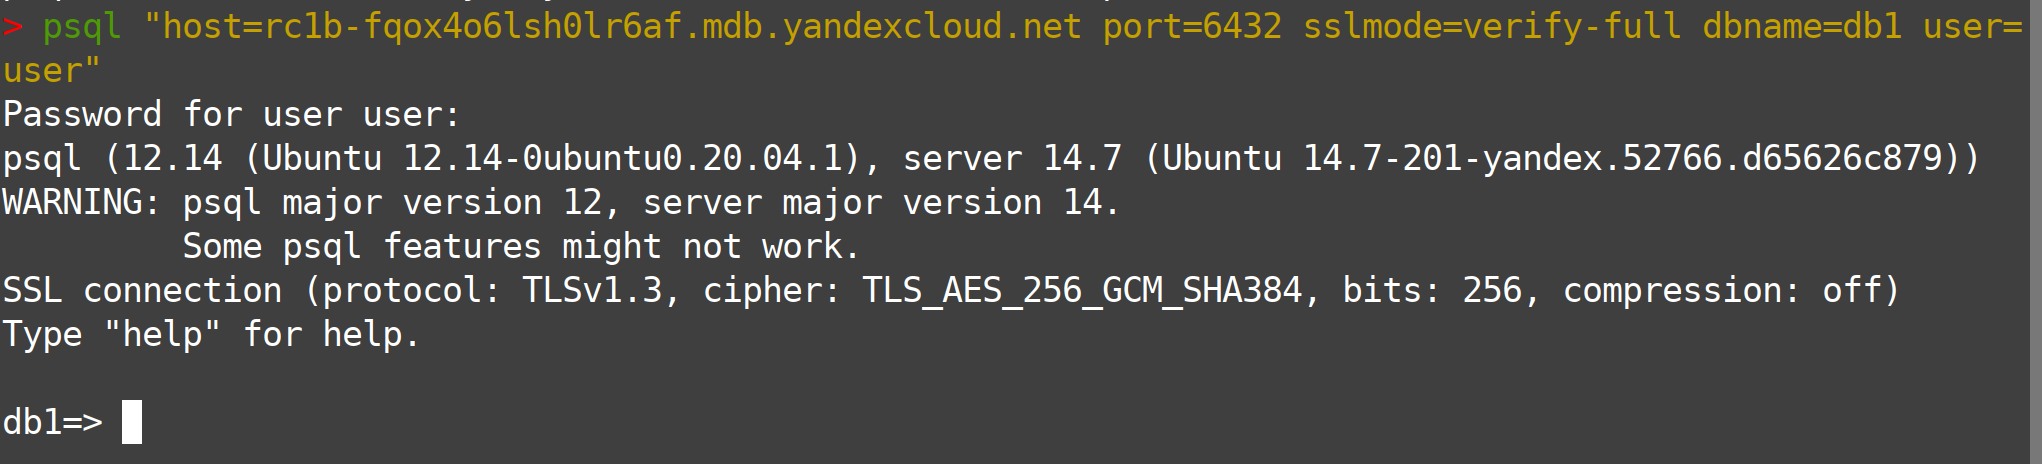 > psql "host=rc1b-fqox4o6lsh0lr6af.mdb.yandexcloud.net port=6432 sslmode=verify-full dbname=db1 user=
user"
Password for user user:
psql (12.14 (Ubuntu 12.14-0ubuntu0.20.04.1), server 14.7 (Ubuntu 14.7-201-yandex.52766.d65626c879))
WARNING: psql major version 12, server major version 14.
         Some psql features might not work.
SSL connection (protocol: TLSv1.3, cipher: TLS_AES_256_GCM_SHA384, bits: 256, compression: off)
Type "help" for help.

db1=>